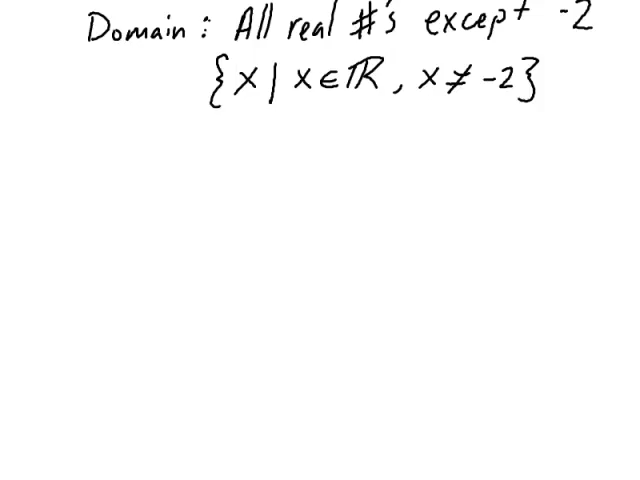 Domain: All real #'s except -2
{x | x ∈ ℝ, x ≠ -2}